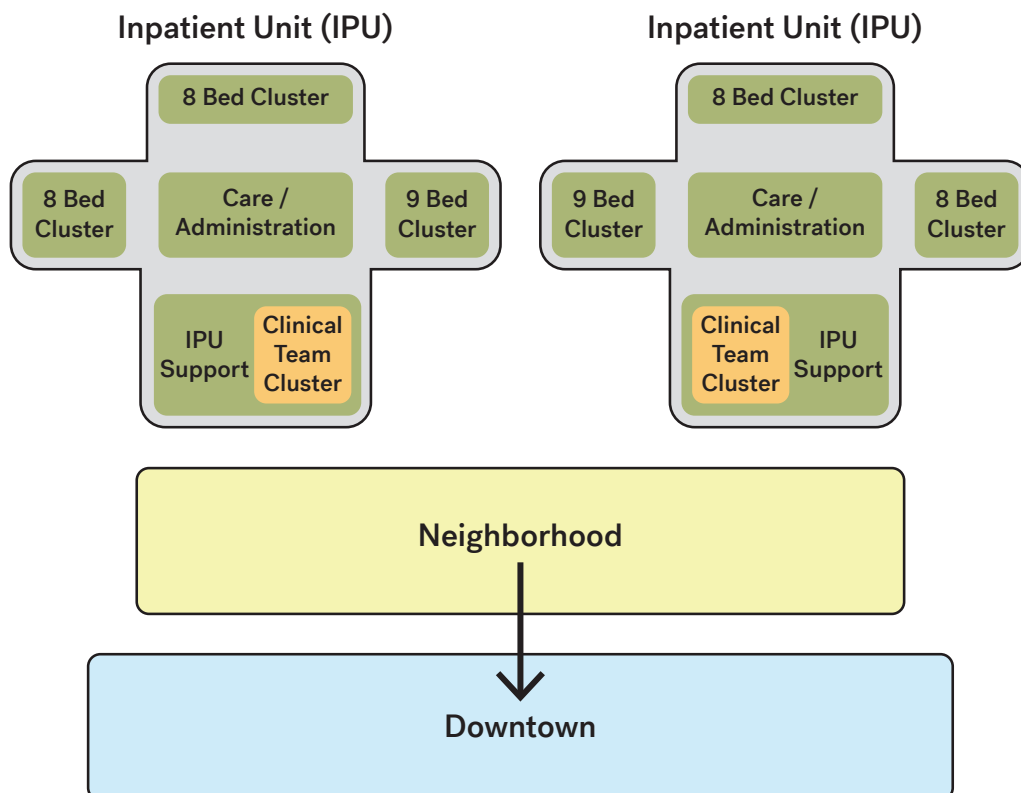 Inpatient Unit (IPU)
8 Bed Cluster
8 Bed
Cluster
Care /
Administration
9 Bed
Cluster
IPU
Support
Clinical
Team
Cluster
Inpatient Unit (IPU)
8 Bed Cluster
9 Bed
Cluster
Care /
Administration
8 Bed
Cluster
Clinical
Team
Cluster
IPU
Support
Neighborhood
Downtown